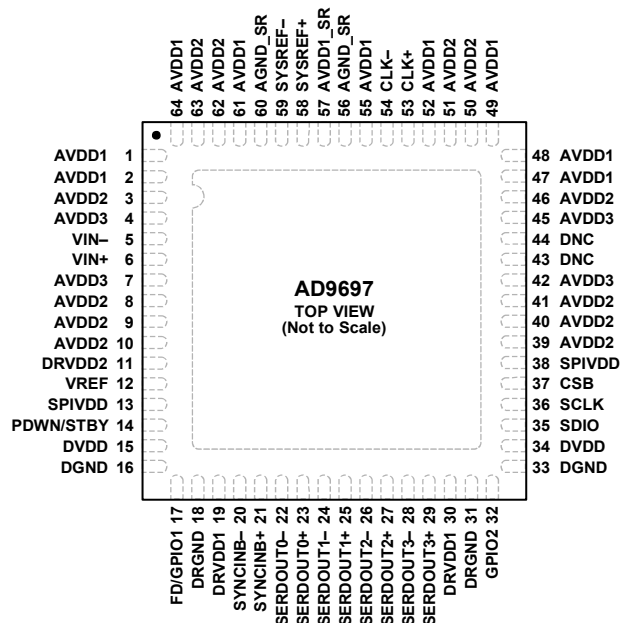 64 AVDD1
63 AVDD2
62 AVDD2
61 AVDD1
60 AGND_SR
59 SYSREF–
58 SYSREF+
57 AVDD1_SR
56 AGND_SR
55 AVDD1
54 CLK–
53 CLK+
52 AVDD1
51 AVDD2
50 AVDD2
49 AVDD1
AVDD1 1
AVDD1 2
AVDD2 3
AVDD3 4
VIN– 5
VIN+ 6
AVDD3 7
AVDD2 8
AVDD2 9
AVDD2 10
DRVDD2 11
VREF 12
SPIVDD 13
PDWN/STBY 14
DVDD 15
DGND 16
AD9697
TOP VIEW
(Not to Scale)
48 AVDD1
47 AVDD1
46 AVDD2
45 AVDD3
44 DNC
43 DNC
42 AVDD3
41 AVDD2
40 AVDD2
39 AVDD2
38 SPIVDD
37 CSB
36 SCLK
35 SDIO
34 DVDD
33 DGND
FD/GPIO1 17
DRGND 18
DRVDD1 19
SYNCINB– 20
SYNCINB+ 21
SERDOUT0– 22
SERDOUT0+ 23
SERDOUT1– 24
SERDOUT1+ 25
SERDOUT2– 26
SERDOUT2+ 27
SERDOUT3– 28
SERDOUT3+ 29
DRVDD1 30
DRGND 31
GPIO2 32